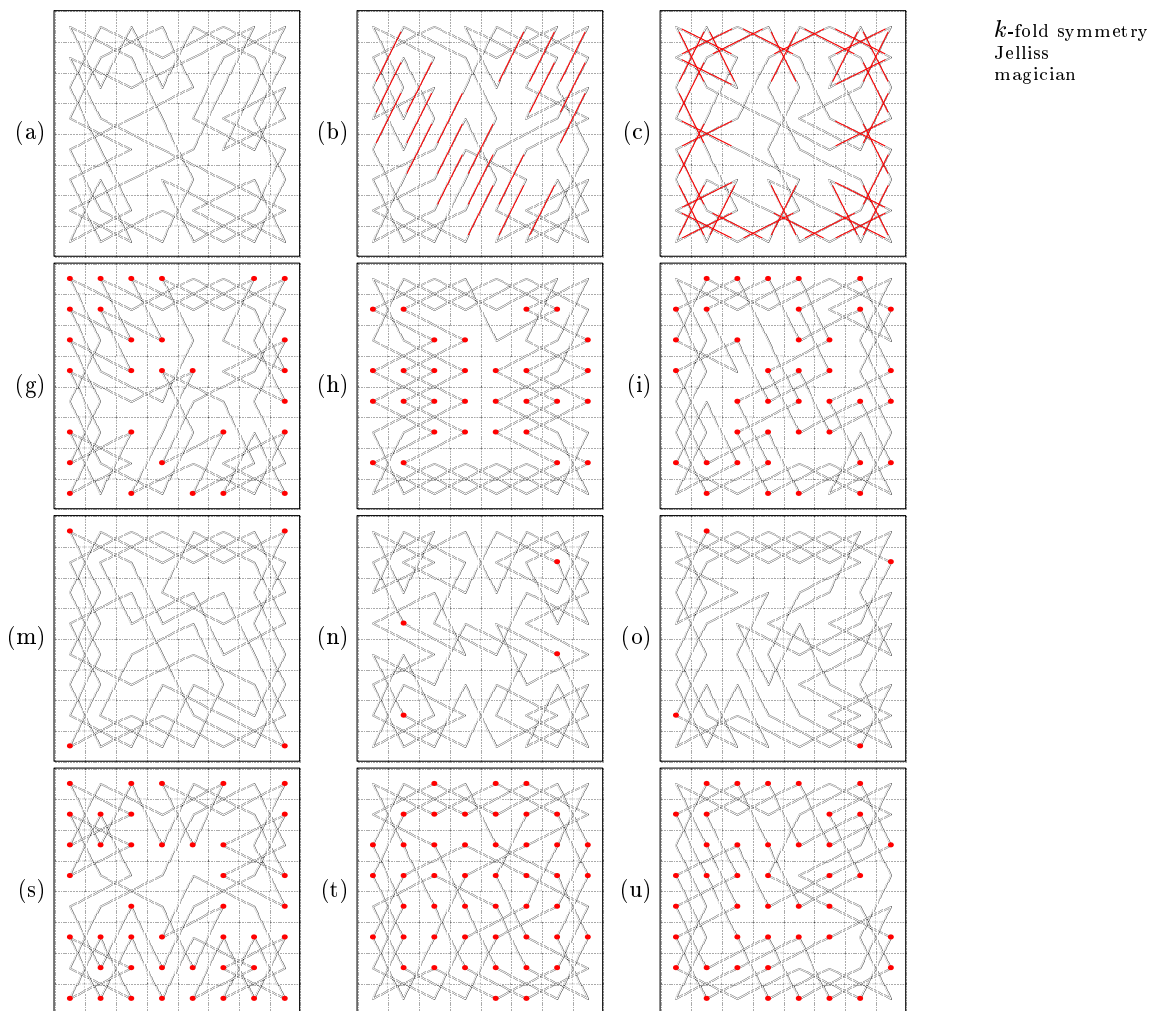 (a)
(b)
(c)
k-fold symmetry
Jelliss
magician
(g)
(h)
(i)
(m)
(n)
(o)
(s)
(t)
(u)